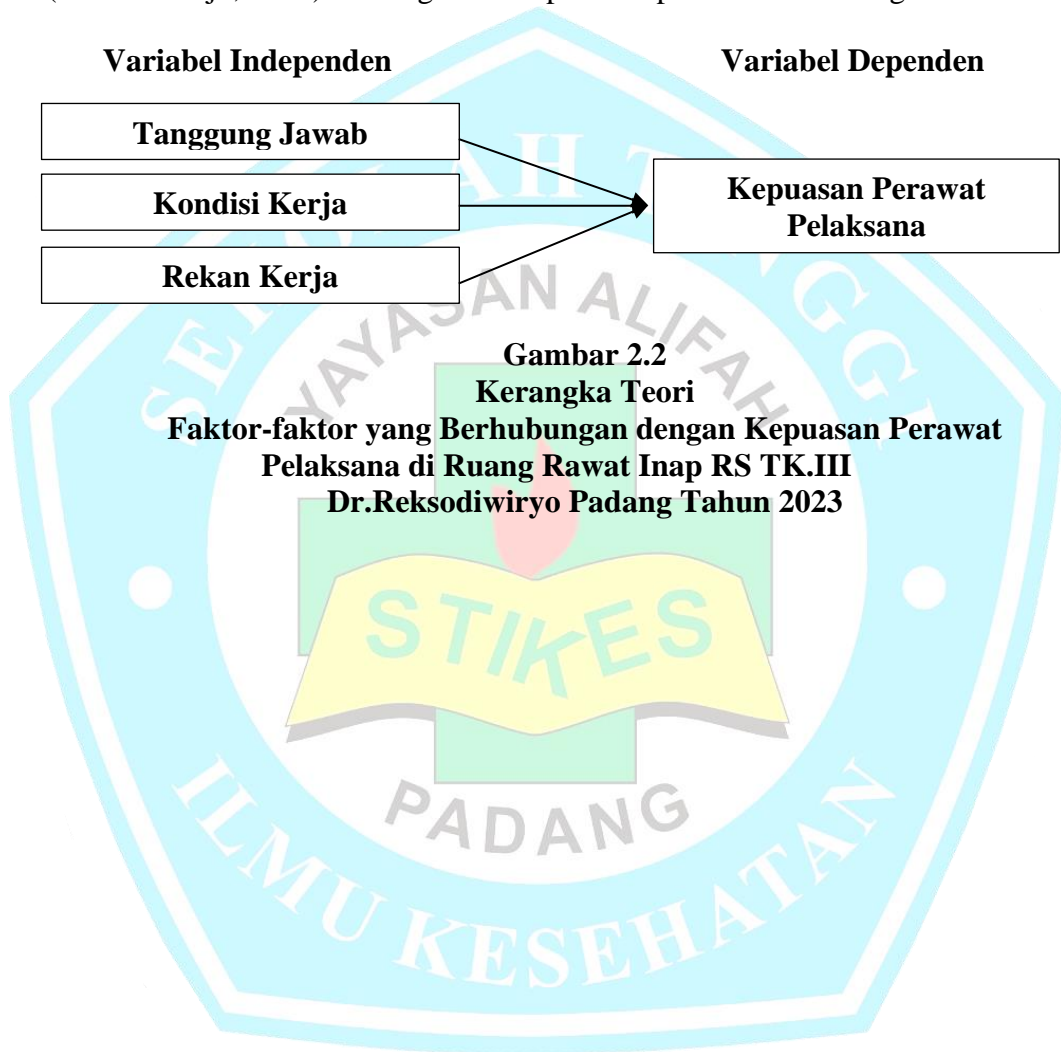 Variabel Independen Variabel Dependen
Tanggung Jawab
Kondisi Kerja
Rekan Kerja
Kepuasan Perawat
Pelaksana
Gambar 2.2
Kerangka Teori
Faktor-faktor yang Berhubungan dengan Kepuasan Perawat
Pelaksana di Ruang Rawat Inap RS TK.III
Dr.Reksodiwiryo Padang Tahun 2023
YAYASAN ALIFAH
STIKES
PADANG
ILMU KESEHATAN